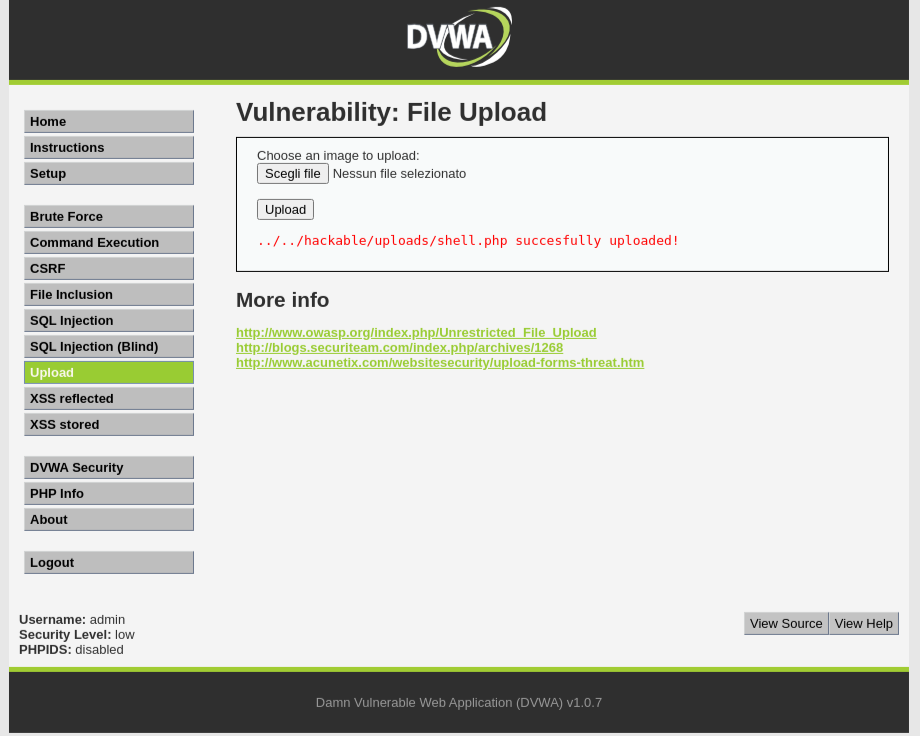 DVWA
Home
Instructions
Setup
Brute Force
Command Execution
CSRF
File Inclusion
SQL Injection
SQL Injection (Blind)
Upload
XSS reflected
XSS stored
DVWA Security
PHP Info
About
Logout
Vulnerability: File Upload
Choose an image to upload:
Scegli file Nessun file selezionato
Upload
../../hackable/uploads/shell.php succesfully uploaded!
More info
http://www.owasp.org/index.php/Unrestricted_File_Upload
http://blogs.securiteam.com/index.php/archives/1268
http://www.acunetix.com/websitesecurity/upload-forms-threat.htm
Username: admin
Security Level: low
PHPIDS: disabled
View Source View Help
Damn Vulnerable Web Application (DVWA) v1.0.7